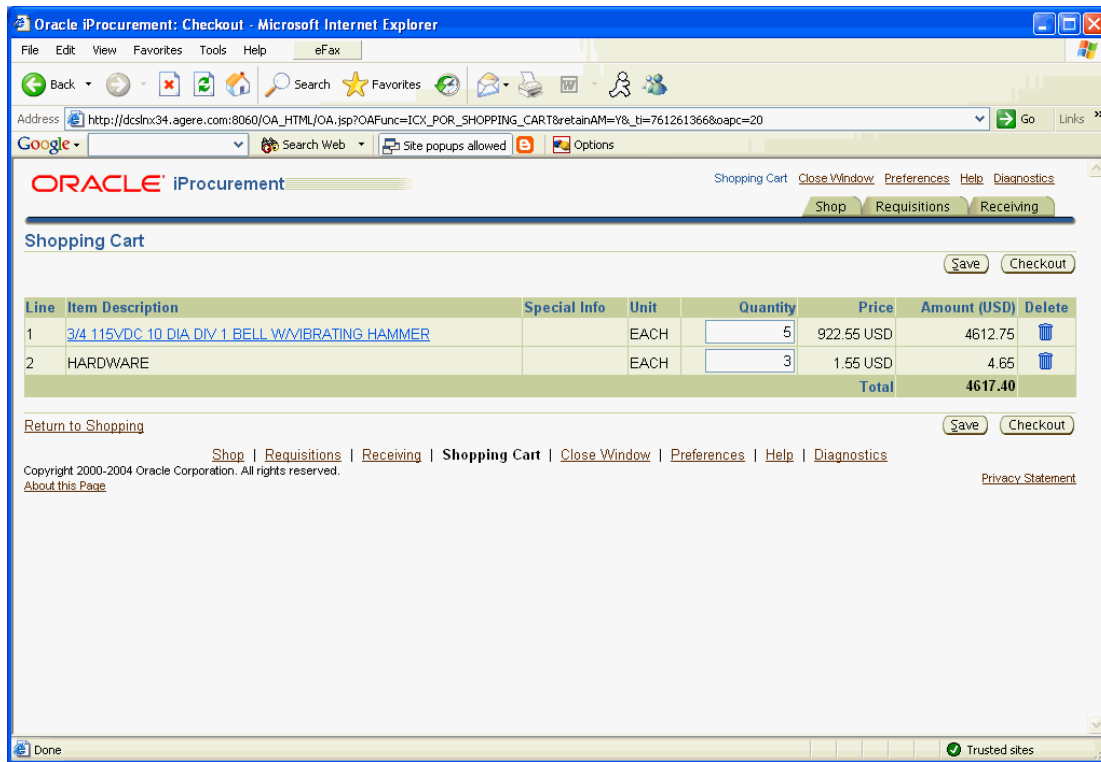 Oracle iProcurement: Checkout - Microsoft Internet Explorer
File Edit View Favorites Tools Help eFax
Back Search Favorites
Address http://dcslnx34.agere.com:8060/OA_HTML/OA.jsp?OAFunc=ICX_POR_SHOPPING_CART&retainAM=Y&_ti=761261366&oapc=20 Go Links »
Google Search Web Site popups allowed Options
ORACLE iProcurement Shopping Cart Close Window Preferences Help Diagnostics
Shop Requisitions Receiving
Shopping Cart
Save Checkout
Line Item Description Special Info Unit Quantity Price Amount (USD) Delete
1 3/4 115VDC 10 DIA DIV 1 BELL W/VIBRATING HAMMER EACH 5 922.55 USD 4612.75
2 HARDWARE EACH 3 1.55 USD 4.65
Total 4617.40
Return to Shopping Save Checkout
Shop | Requisitions | Receiving | Shopping Cart | Close Window | Preferences | Help | Diagnostics
Copyright 2000-2004 Oracle Corporation. All rights reserved.
About this Page Privacy Statement
Done Trusted sites